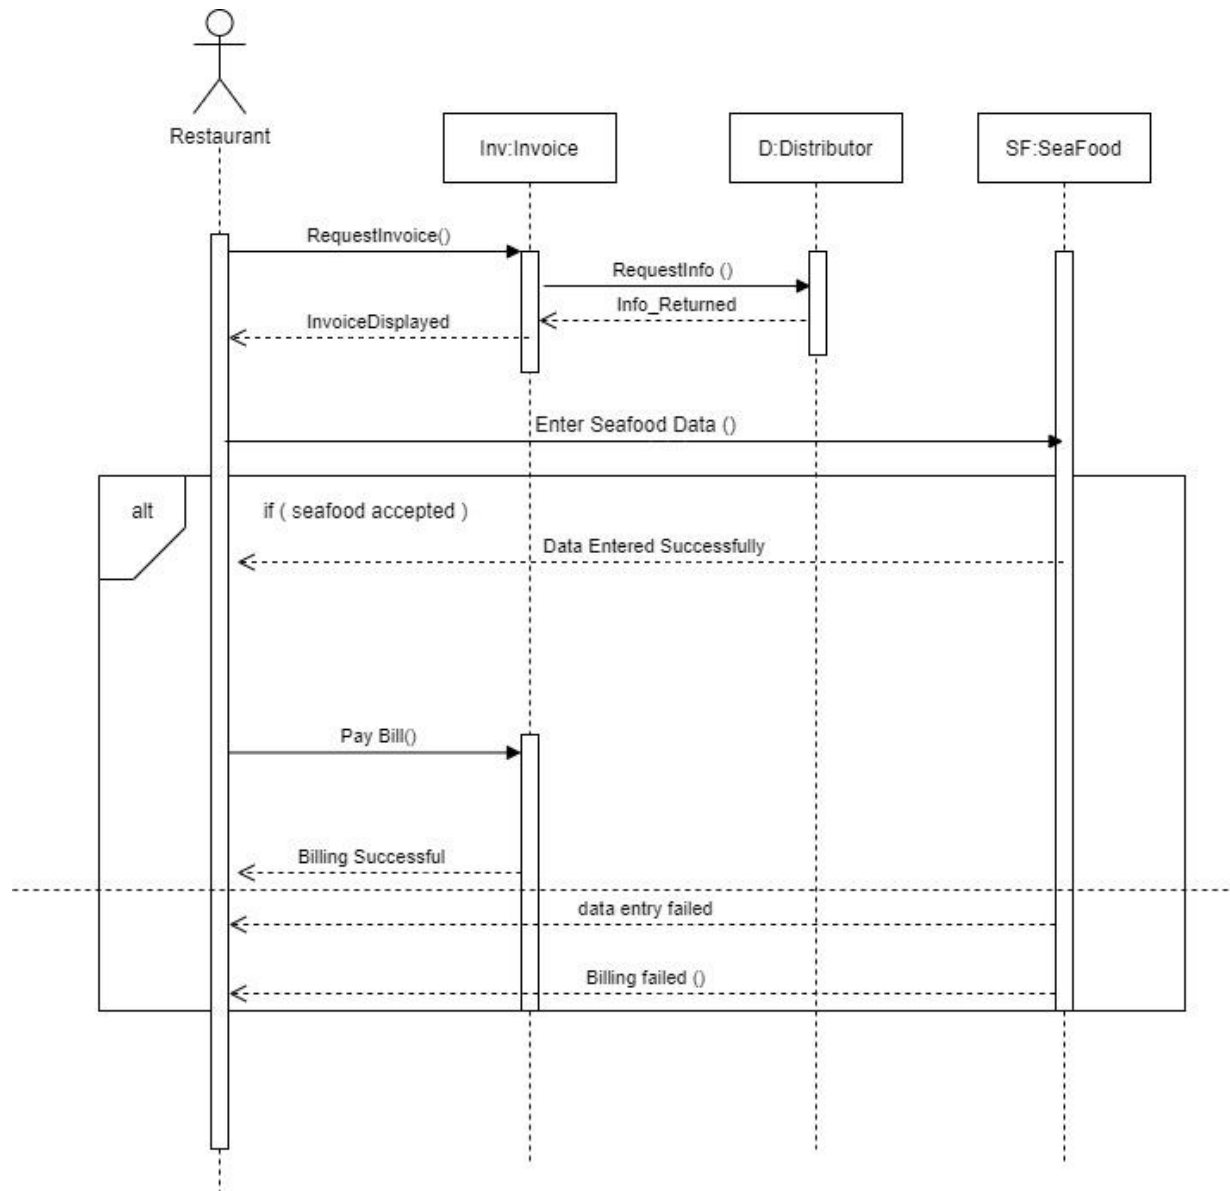 Restaurant
Inv:Invoice
D:Distributor
SF:SeaFood
RequestInvoice()
RequestInfo ()
Info_Returned
InvoiceDisplayed
Enter Seafood Data ()
alt
if ( seafood accepted )
Data Entered Successfully
Pay Bill()
Billing Successful
data entry failed
Billing failed ()